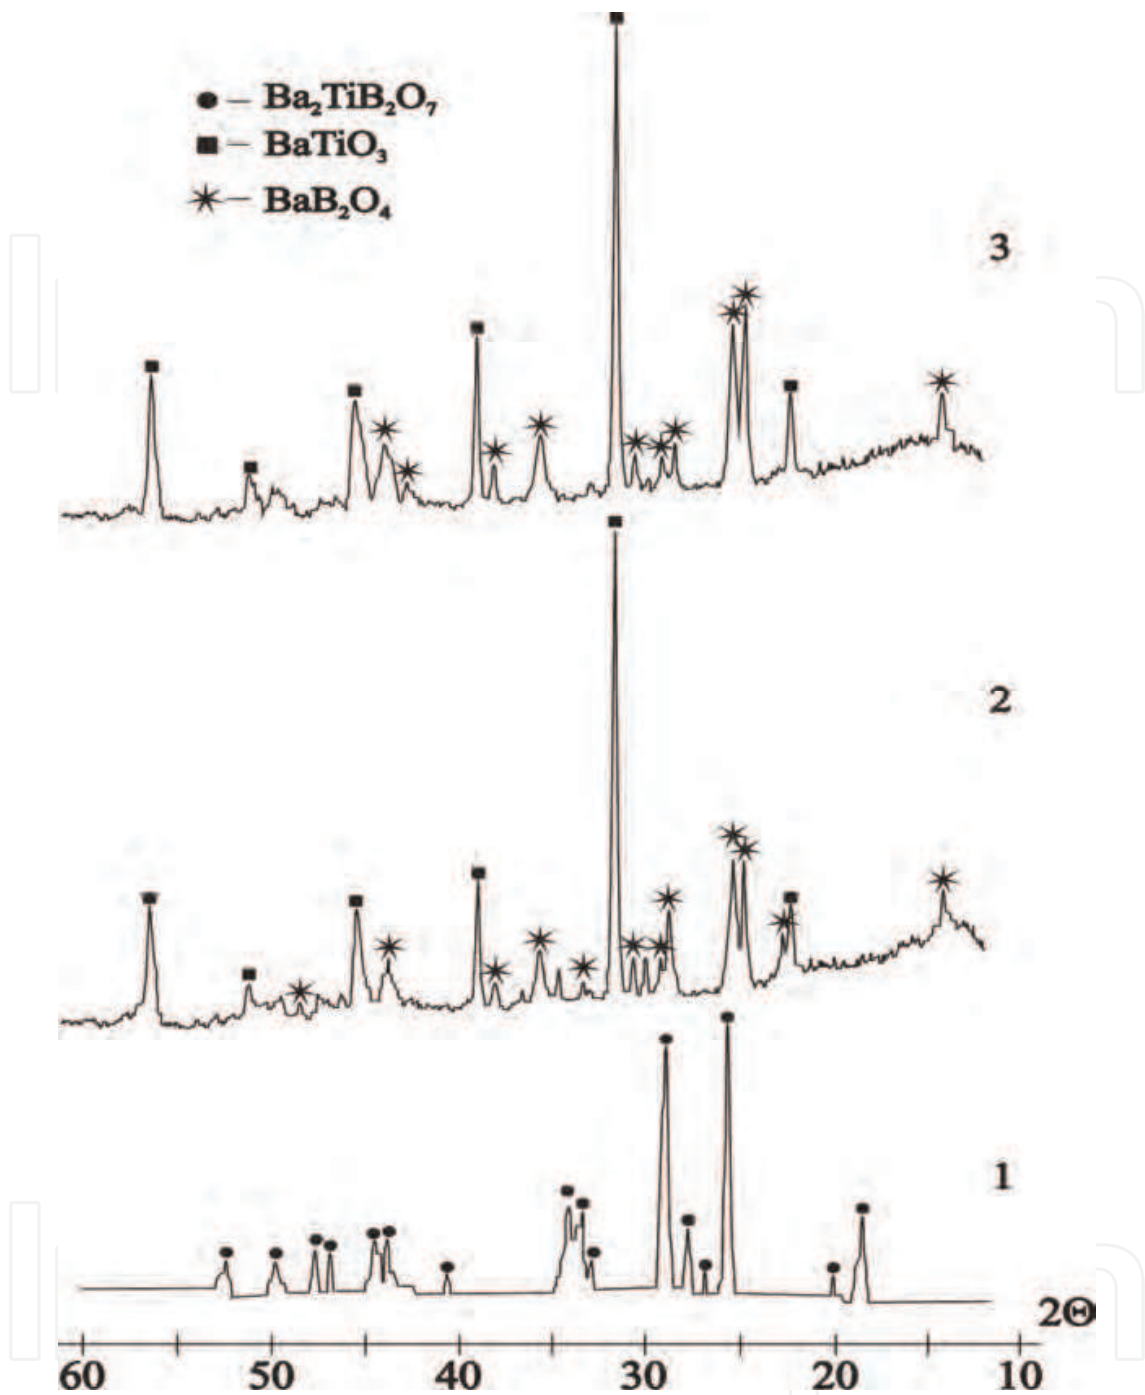 ● – Ba₂TiB₂O₇
■ – BaTiO₃
✶ – BaB₂O₄
3
2
1
2Θ
60 50 40 30 20 10